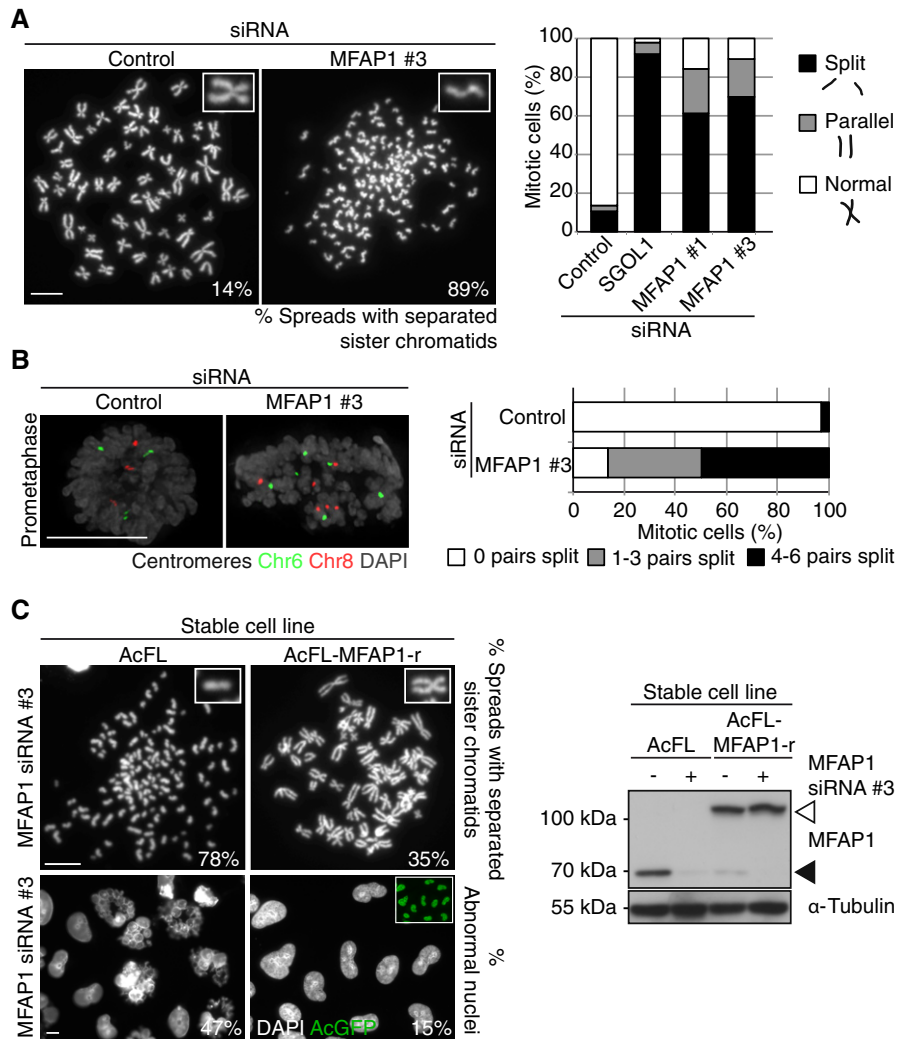 A
siRNA
Control
MFAP1 #3
14%
89%
% Spreads with separated
sister chromatids
Mitotic cells (%)
100
80
60
40
20
0
Control
SGOL1
MFAP1 #1
MFAP1 #3
siRNA
Split
Parallel
Normal
B
siRNA
Control
MFAP1 #3
Prometaphase
Centromeres Chr6 Chr8 DAPI
siRNA
Control
MFAP1 #3
0 20 40 60 80 100
Mitotic cells (%)
0 pairs split
1-3 pairs split
4-6 pairs split
C
Stable cell line
AcFL
AcFL-MFAP1-r
MFAP1 siRNA #3
78%
35%
% Spreads with separated
sister chromatids
MFAP1 siRNA #3
47%
DAPI AcGFP
15%
%
Abnormal nuclei
Stable cell line
AcFL
AcFL-
MFAP1-r
- + - +
MFAP1
siRNA #3
100 kDa
MFAP1
70 kDa
55 kDa
α-Tubulin